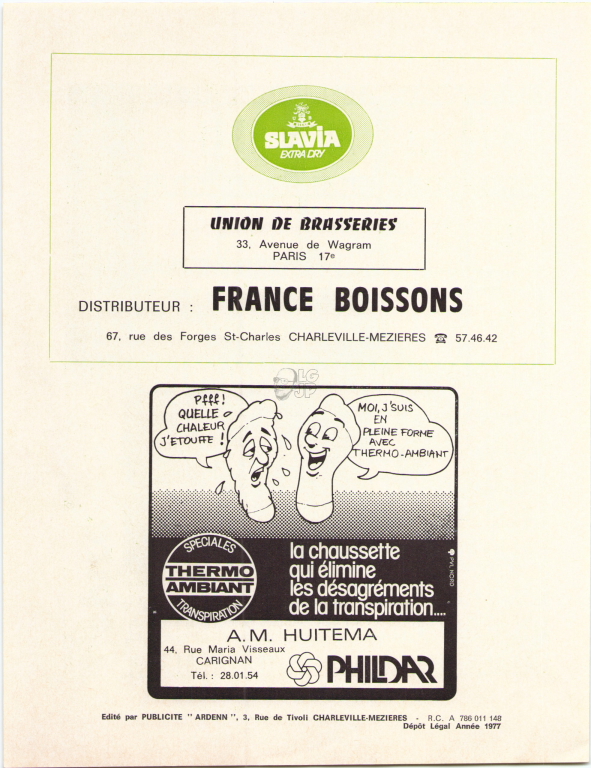 SLAVIA
EXTRA DRY
UNION DE BRASSERIES
33, Avenue de Wagram
PARIS 17e
DISTRIBUTEUR : FRANCE BOISSONS
67, rue des Forges St-Charles CHARLEVILLE-MEZIERES ☎ 57.46.42
LG
JP
Pfff!
QUELLE
CHALEUR
J'ETOUFFE !
MOI, J'SUIS
EN
PLEINE FORME
AVEC
THERMO-AMBIANT
SPECIALES
THERMO
AMBIANT
TRANSPIRATION
la chaussette
qui élimine
les désagréments
de la transpiration....
PVL NORD
A.M. HUITEMA
44, Rue Maria Visseaux
CARIGNAN
Tél. : 28.01.54
PHILDAR
Edité par PUBLICITE " ARDENN ", 3, Rue de Tivoli CHARLEVILLE-MEZIERES - R.C. A 786 011 148
Dépôt Légal Année 1977